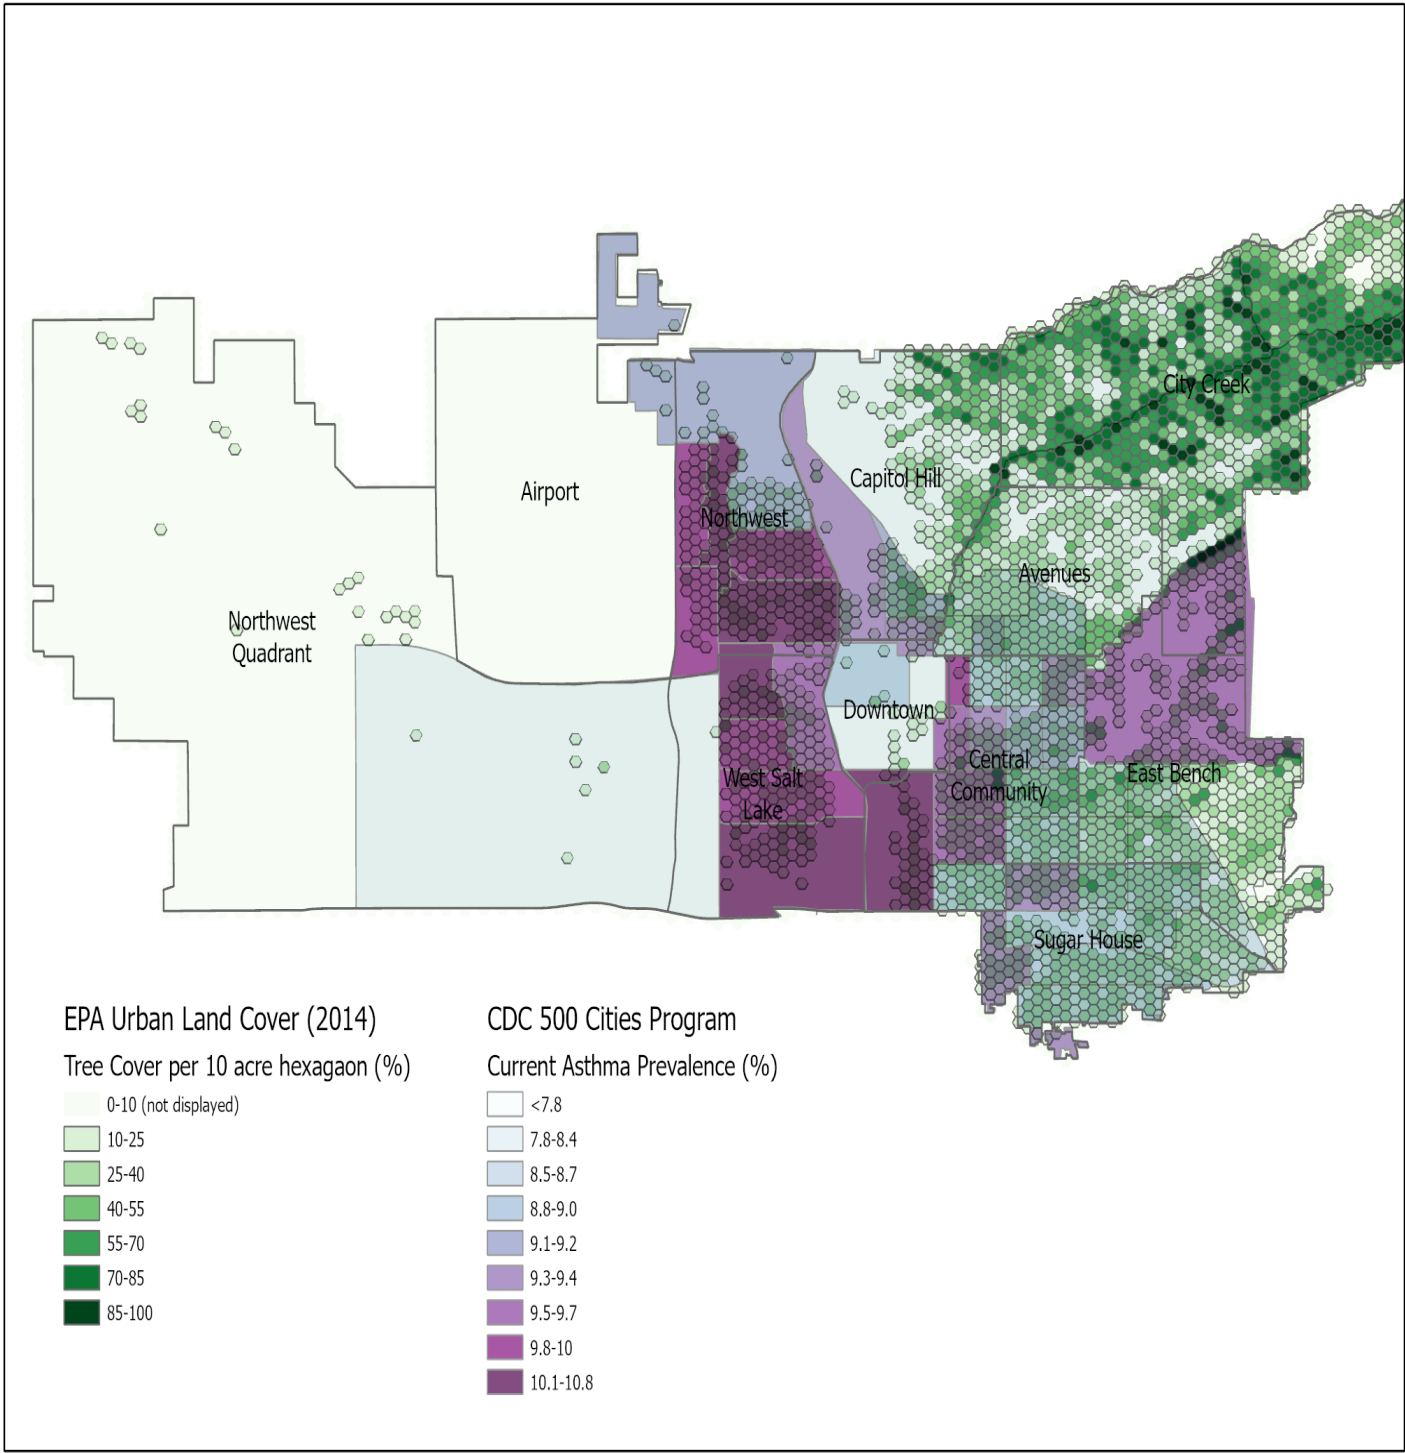 City Creek
Capitol Hill
Airport
Northwest
Avenues
Northwest
Quadrant
Downtown
Central
Community
East Bench
West Salt
Lake
Sugar House
EPA Urban Land Cover (2014)
Tree Cover per 10 acre hexagaon (%)
0-10 (not displayed)
10-25
25-40
40-55
55-70
70-85
85-100
CDC 500 Cities Program
Current Asthma Prevalence (%)
<7.8
7.8-8.4
8.5-8.7
8.8-9.0
9.1-9.2
9.3-9.4
9.5-9.7
9.8-10
10.1-10.8